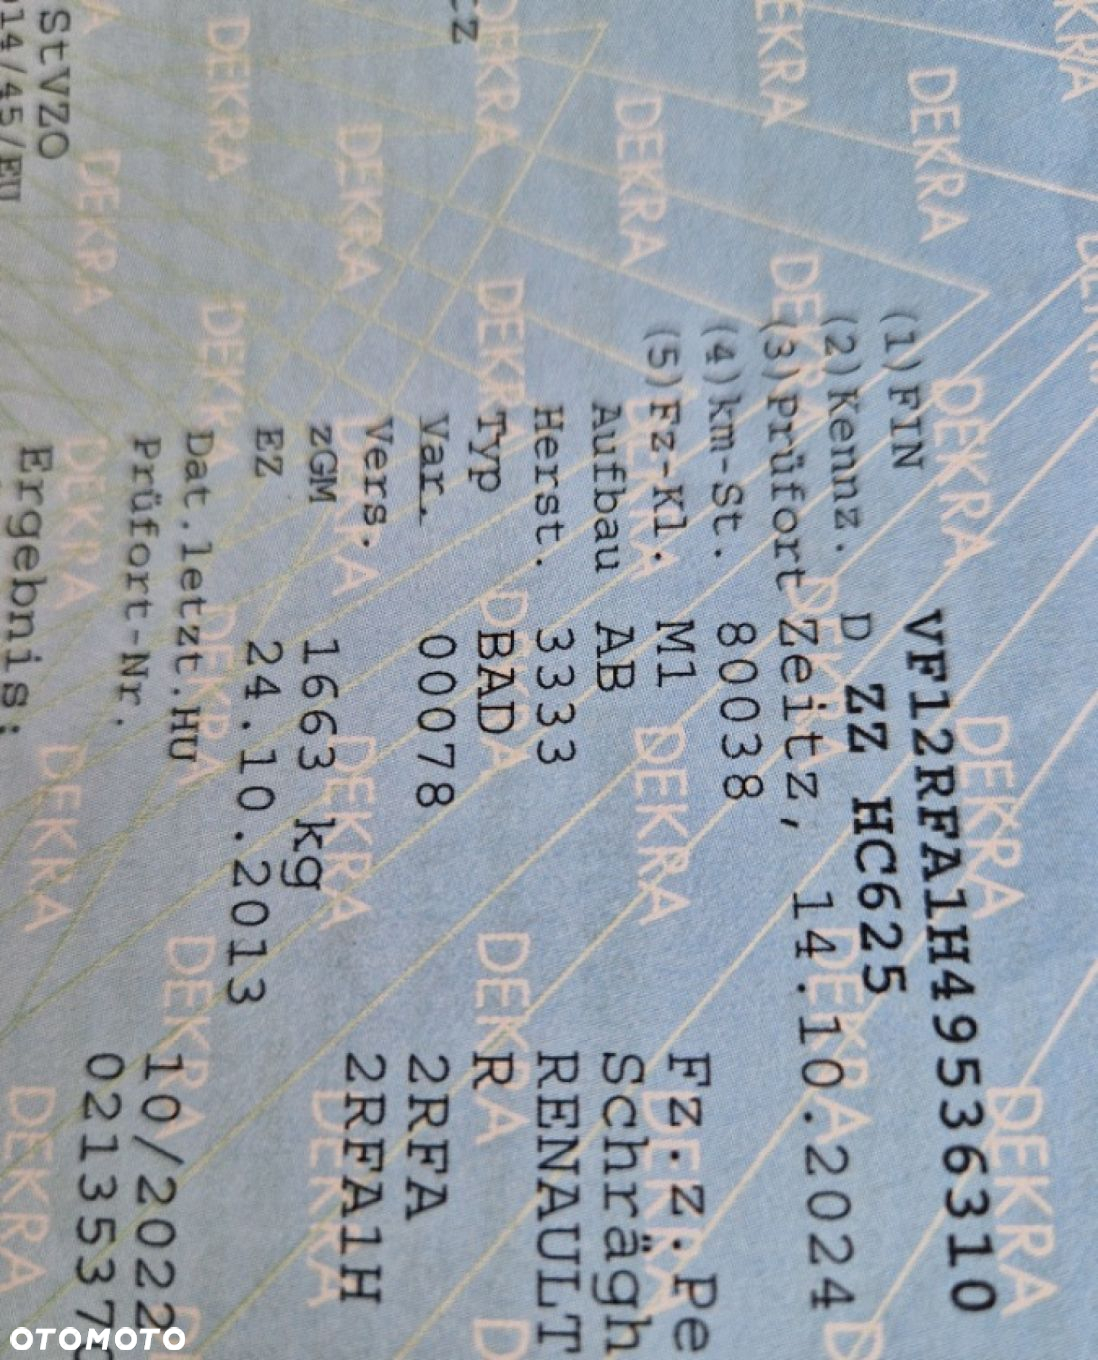 (1)FIN VF12RFA1H49536310
(2)Kennz. D ZZ HC625
(3)Prüfort Zeitz, 14.10.2024
(4)km-St. 80038
(5)Fz-Kl. M1 Fz.z.Pe
Aufbau AB Schrägh
Herst. 3333 RENAULT
Typ BAD R
Var. 00078 2RFA
Vers. 2RFA1H
zGM 1663 kg
EZ 24.10.2013
Dat.letzt.HU 10/2022
Prüfort-Nr. 0213537
Ergebnis:
StVZO
14/45/EU
DEKRA
OTOMOTO